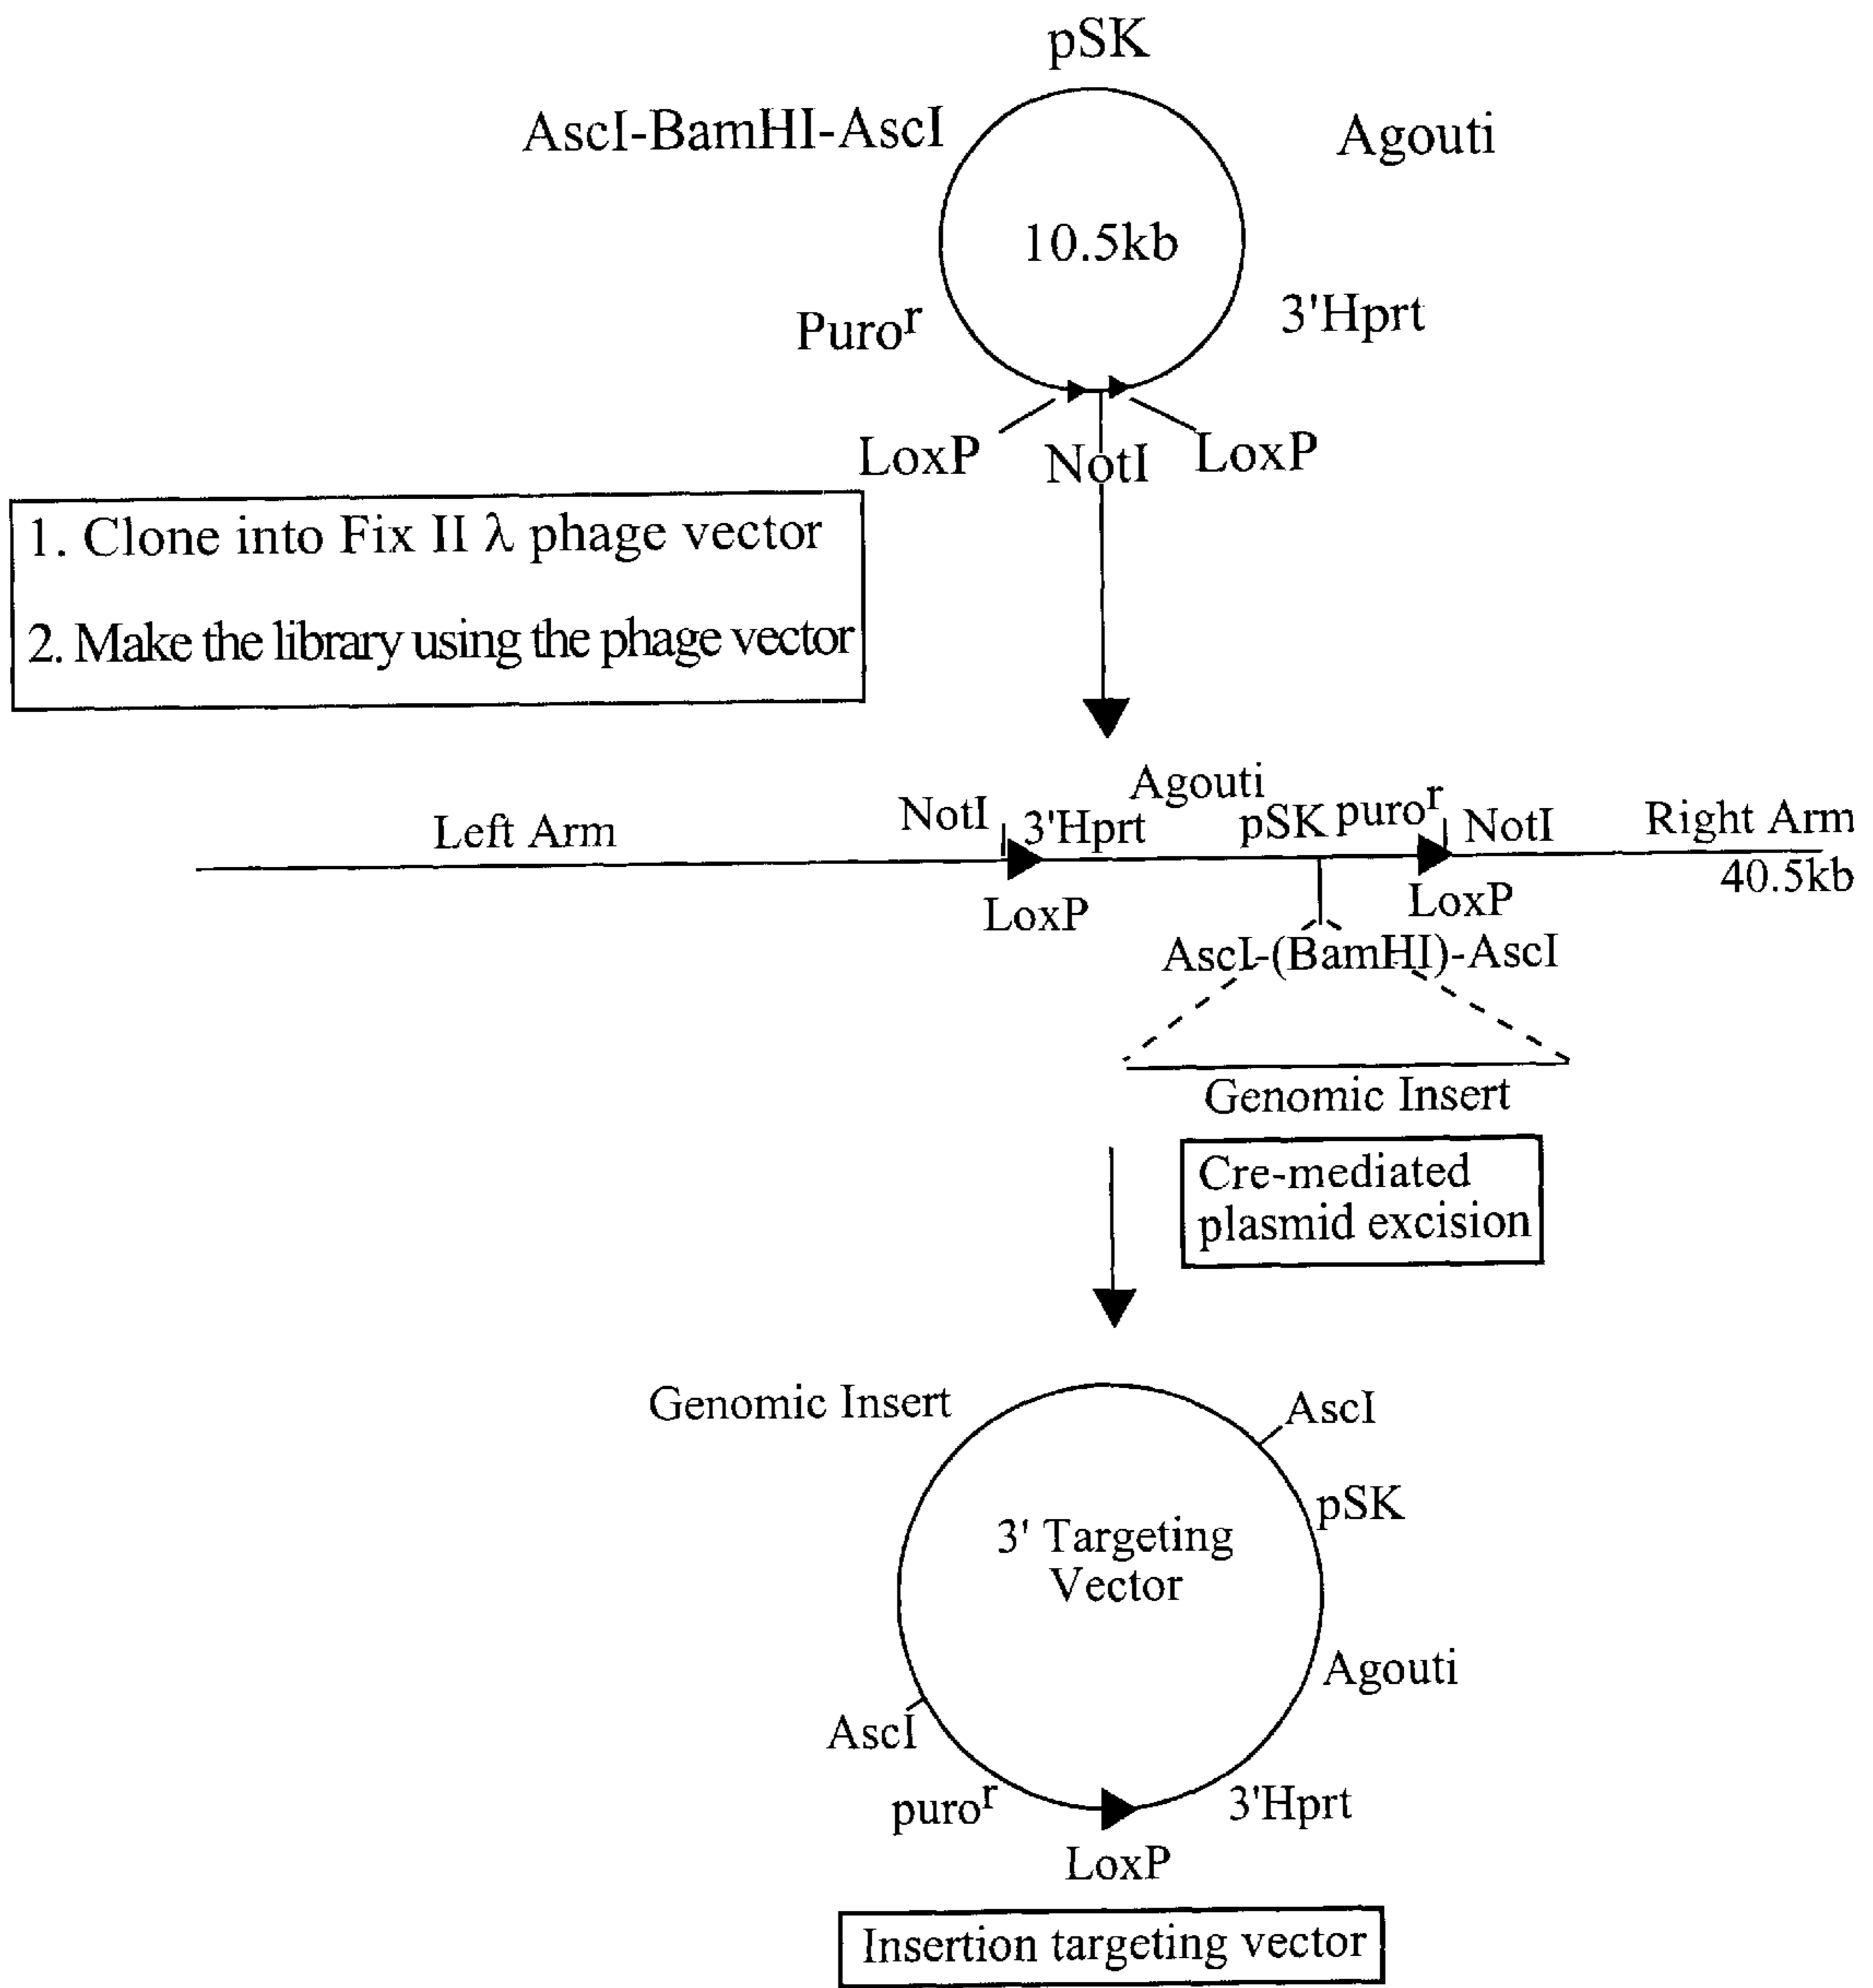 pSK
AscI-BamHI-AscI
Agouti
10.5kb
Puroʳ
3'Hprt
LoxP
NotI
LoxP
1. Clone into Fix II λ phage vector
2. Make the library using the phage vector
Agouti
Left Arm
NotI
3'Hprt
pSK
puroʳ
NotI
Right Arm
40.5kb
LoxP
LoxP
AscI-(BamHI)-AscI
Genomic Insert
Cre-mediated
plasmid excision
Genomic Insert
AscI
pSK
3' Targeting
Vector
Agouti
AscI
puroʳ
3'Hprt
LoxP
Insertion targeting vector